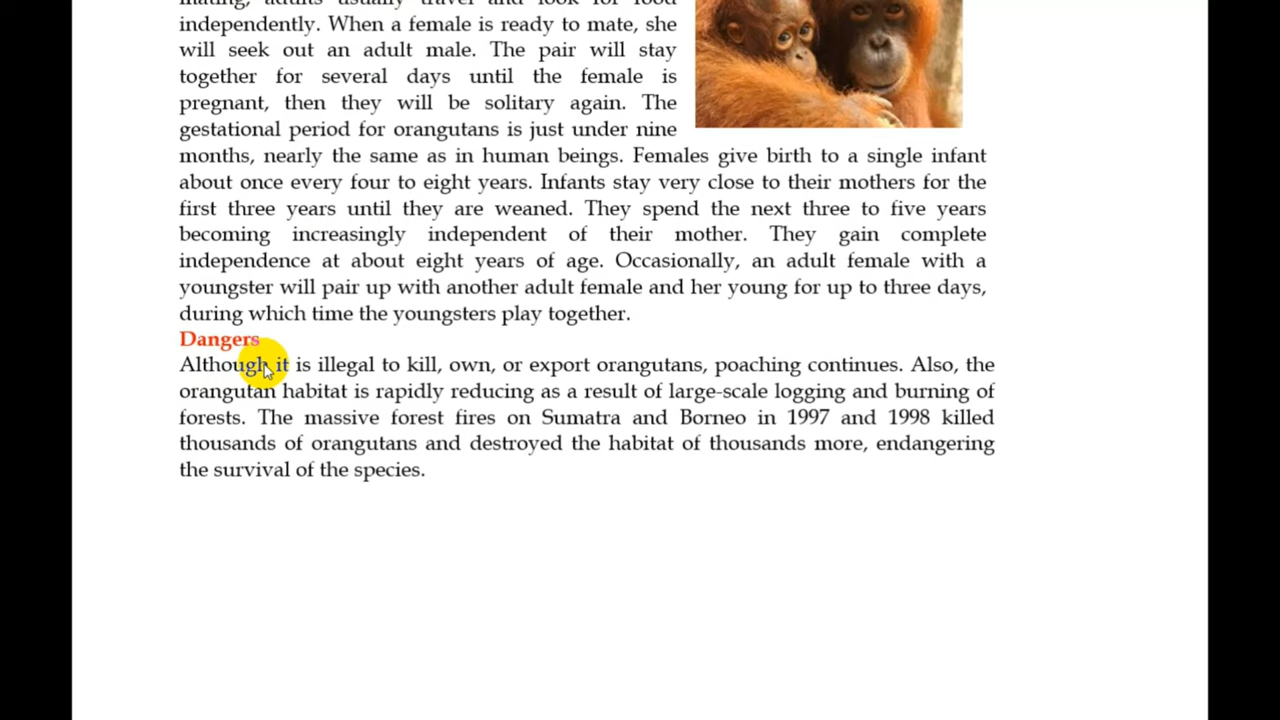 mating, adults usually travel and look for food
independently. When a female is ready to mate, she
will seek out an adult male. The pair will stay
together for several days until the female is
pregnant, then they will be solitary again. The
gestational period for orangutans is just under nine
months, nearly the same as in human beings. Females give birth to a single infant
about once every four to eight years. Infants stay very close to their mothers for the
first three years until they are weaned. They spend the next three to five years
becoming increasingly independent of their mother. They gain complete
independence at about eight years of age. Occasionally, an adult female with a
youngster will pair up with another adult female and her young for up to three days,
during which time the youngsters play together.
Dangers
Although it is illegal to kill, own, or export orangutans, poaching continues. Also, the
orangutan habitat is rapidly reducing as a result of large-scale logging and burning of
forests. The massive forest fires on Sumatra and Borneo in 1997 and 1998 killed
thousands of orangutans and destroyed the habitat of thousands more, endangering
the survival of the species.